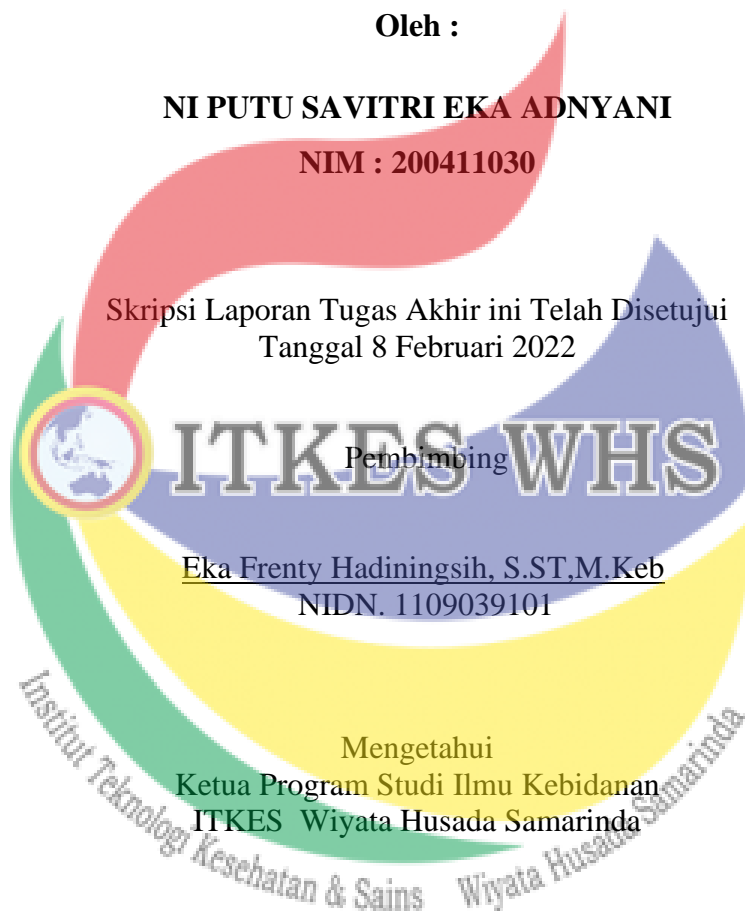 Oleh :
NI PUTU SAVITRI EKA ADNYANI
NIM : 200411030
Skripsi Laporan Tugas Akhir ini Telah Disetujui
Tanggal 8 Februari 2022
ITKES WHS
Pembimbing
Eka Frenty Hadiningsih, S.ST,M.Keb
NIDN. 1109039101
Mengetahui
Ketua Program Studi Ilmu Kebidanan
ITKES Wiyata Husada Samarinda
Institut Teknologi Kesehatan & Sains Wiyata Husada Samarinda